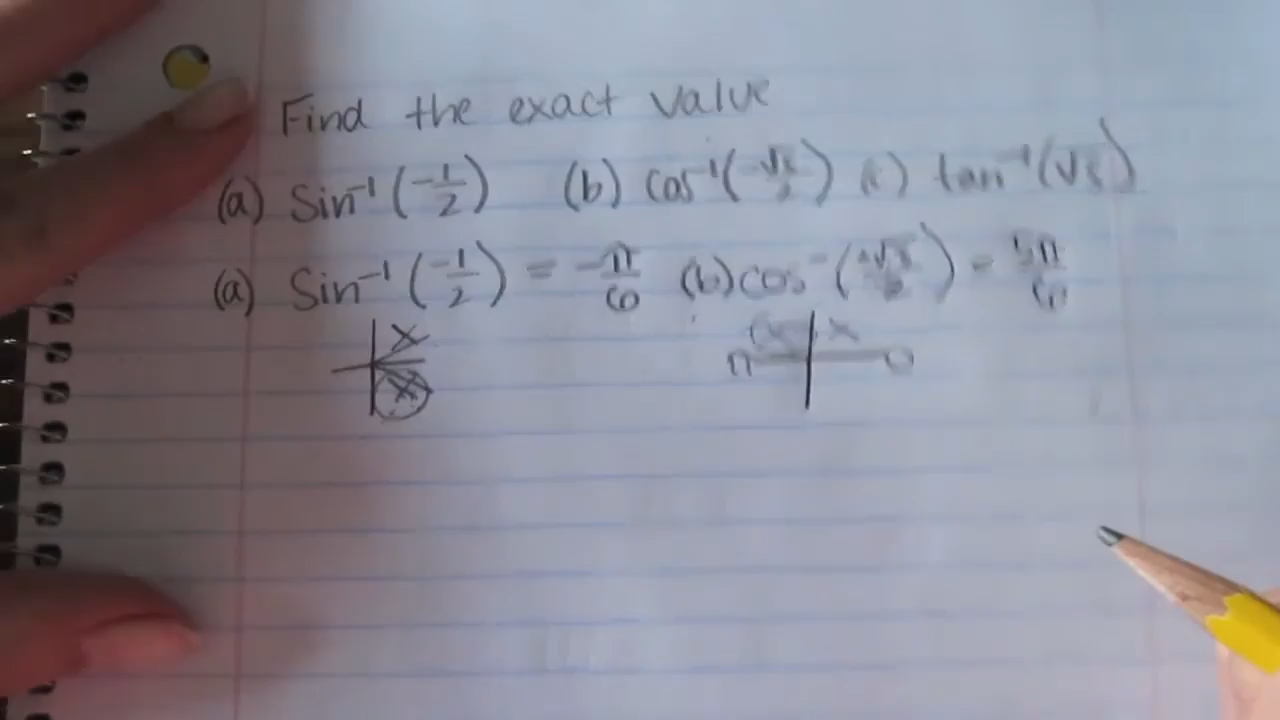 Find the exact value
(a) Sin⁻¹(-1/2) (b) cos⁻¹(-√3/2) (c) tan⁻¹(√3)
(a) Sin⁻¹(-1/2) = -π/6 (b) cos⁻(-√3/2) = 5π/6
x
x x x
π 0